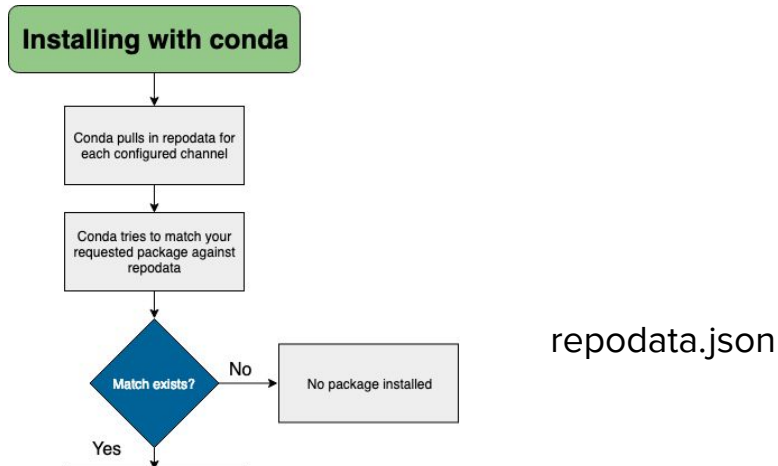 Installing with conda
Conda pulls in repodata for
each configured channel
Conda tries to match your
requested package against
repodata
Match exists?
No
No package installed
repodata.json
Yes